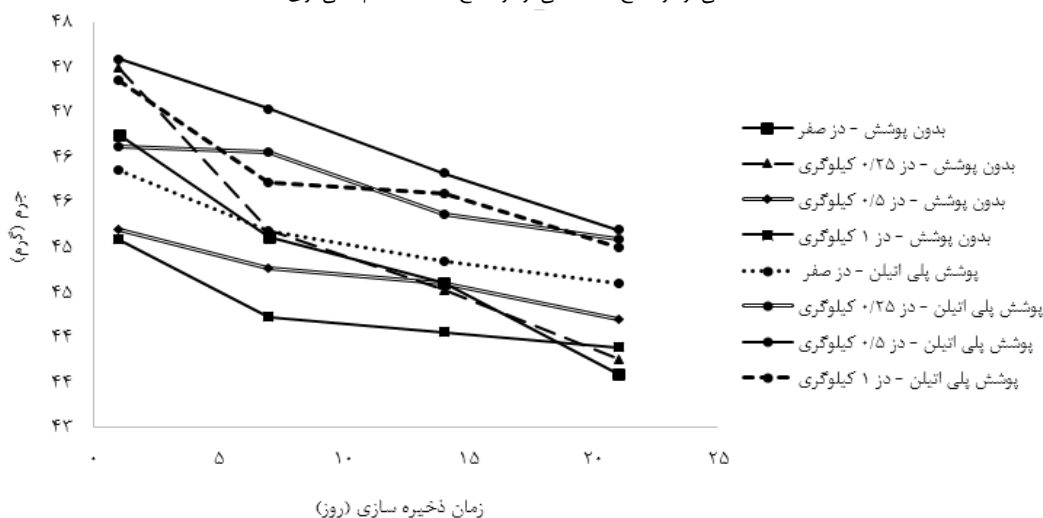 ۴۸
۴۷
۴۷
۴۶
۴۶
۴۵
۴۵
۴۴
۴۴
۴۳
۰ ۵ ۱۰ ۱۵ ۲۰ ۲۵
جرم (گرم)
زمان ذخیره سازی (روز)
بدون پوشش - دز صفر
بدون پوشش - دز ۰/۲۵ کیلوگری
بدون پوشش - دز ۰/۵ کیلوگری
بدون پوشش - دز ۱ کیلوگری
پوشش پلی اتیلن - دز صفر
پوشش پلی اتیلن - دز ۰/۲۵ کیلوگری
پوشش پلی اتیلن - دز ۰/۵ کیلوگری
پوشش پلی اتیلن - دز ۱ کیلوگری